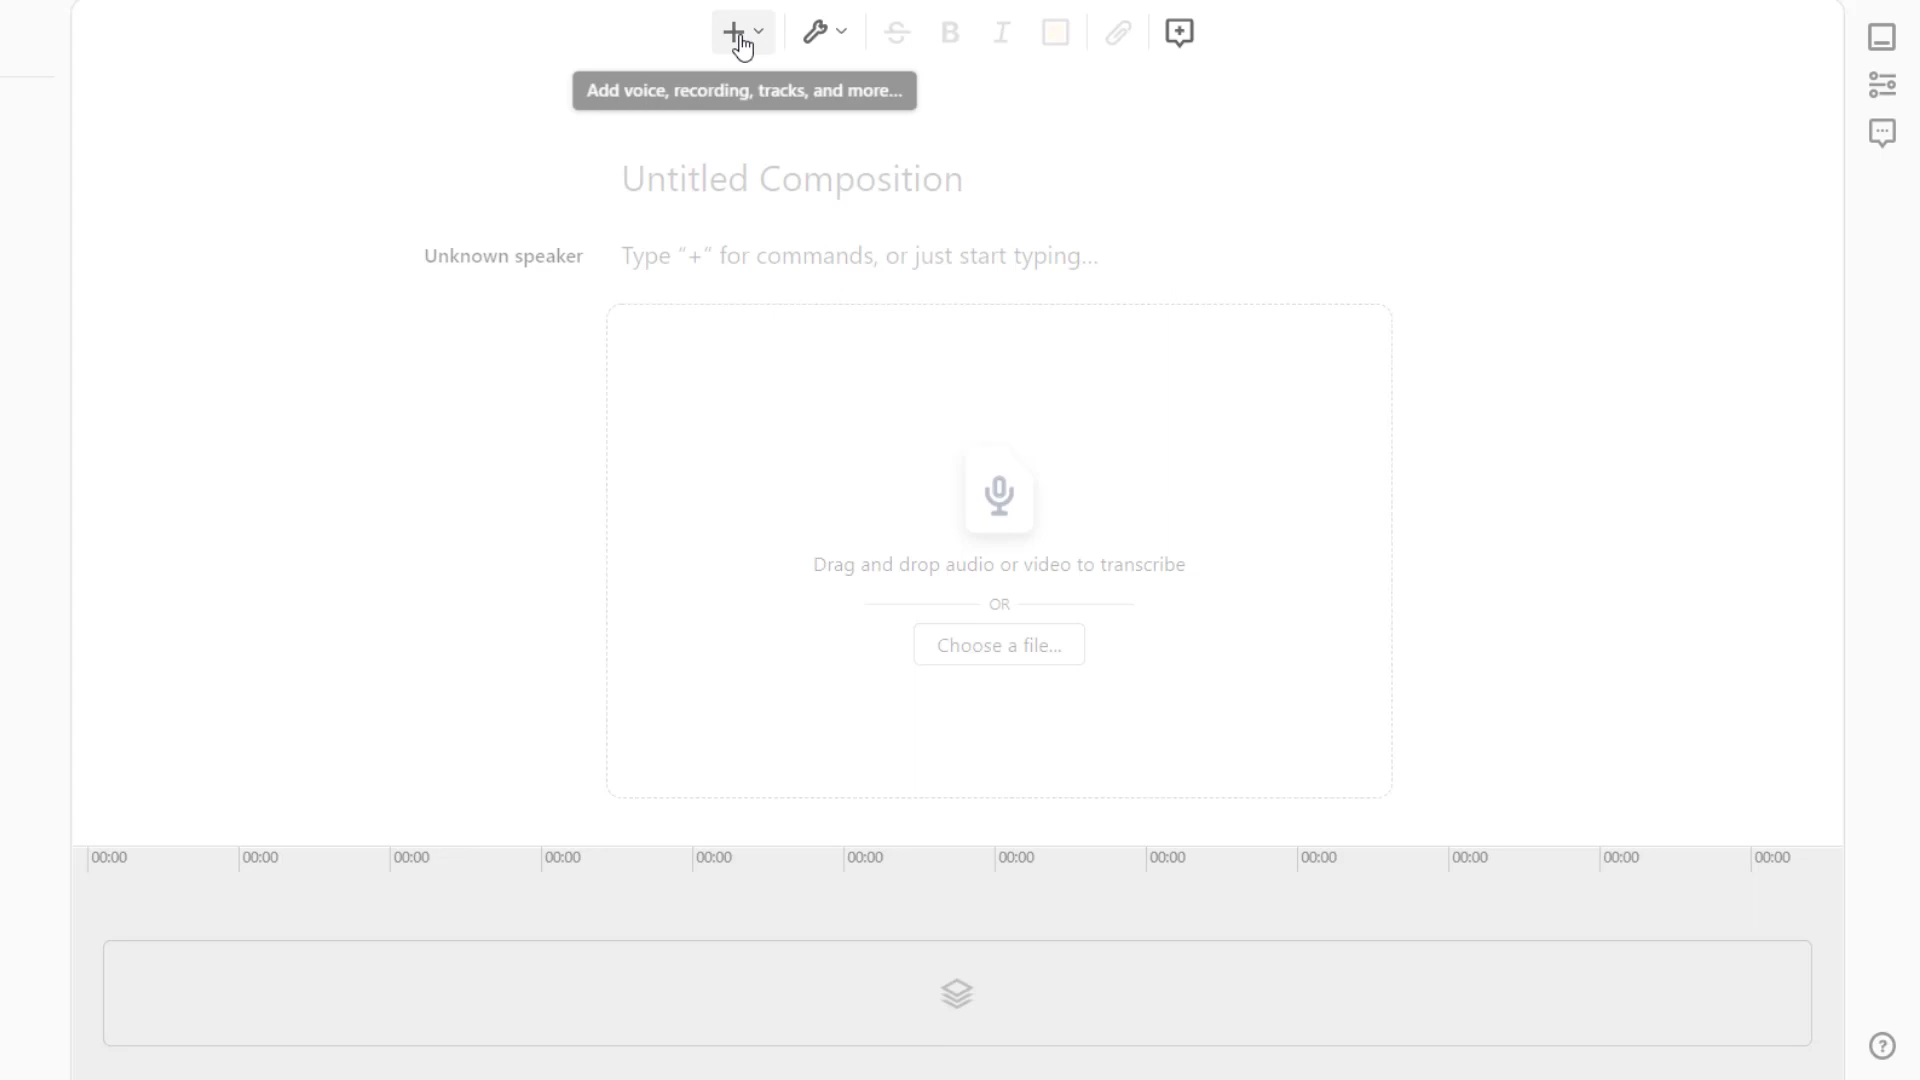 Add voice, recording, tracks, and more...
Untitled Composition
Unknown speaker Type “+” for commands, or just start typing...
Drag and drop audio or video to transcribe
OR
Choose a file...
00:00 00:00 00:00 00:00 00:00 00:00 00:00 00:00 00:00 00:00 00:00 00:00